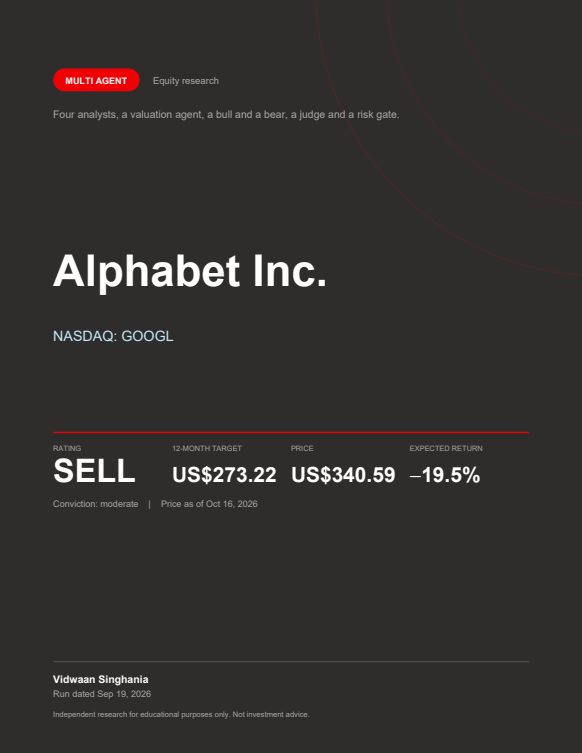 MULTI AGENT Equity research
Four analysts, a valuation agent, a bull and a bear, a judge and a risk gate.
Alphabet Inc.
NASDAQ: GOOGL
RATING 12-MONTH TARGET PRICE EXPECTED RETURN
SELL US$273.22 US$340.59 –19.5%
Conviction: moderate | Price as of Oct 16, 2026
Vidwaan Singhania
Run dated Sep 19, 2026
Independent research for educational purposes only. Not investment advice.